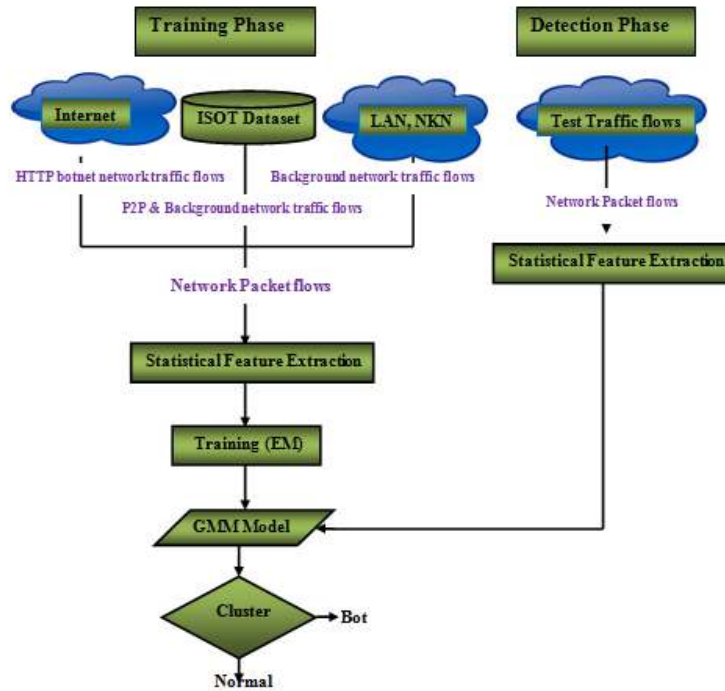 Training Phase
Detection Phase
Internet
ISOT Dataset
LAN, NKN
Test Traffic flows
HTTP botnet network traffic flows
Background network traffic flows
P2P & Background network traffic flows
Network Packet flows
Network Packet flows
Statistical Feature Extraction
Statistical Feature Extraction
Training (EM)
GMM Model
Cluster
Bot
Normal